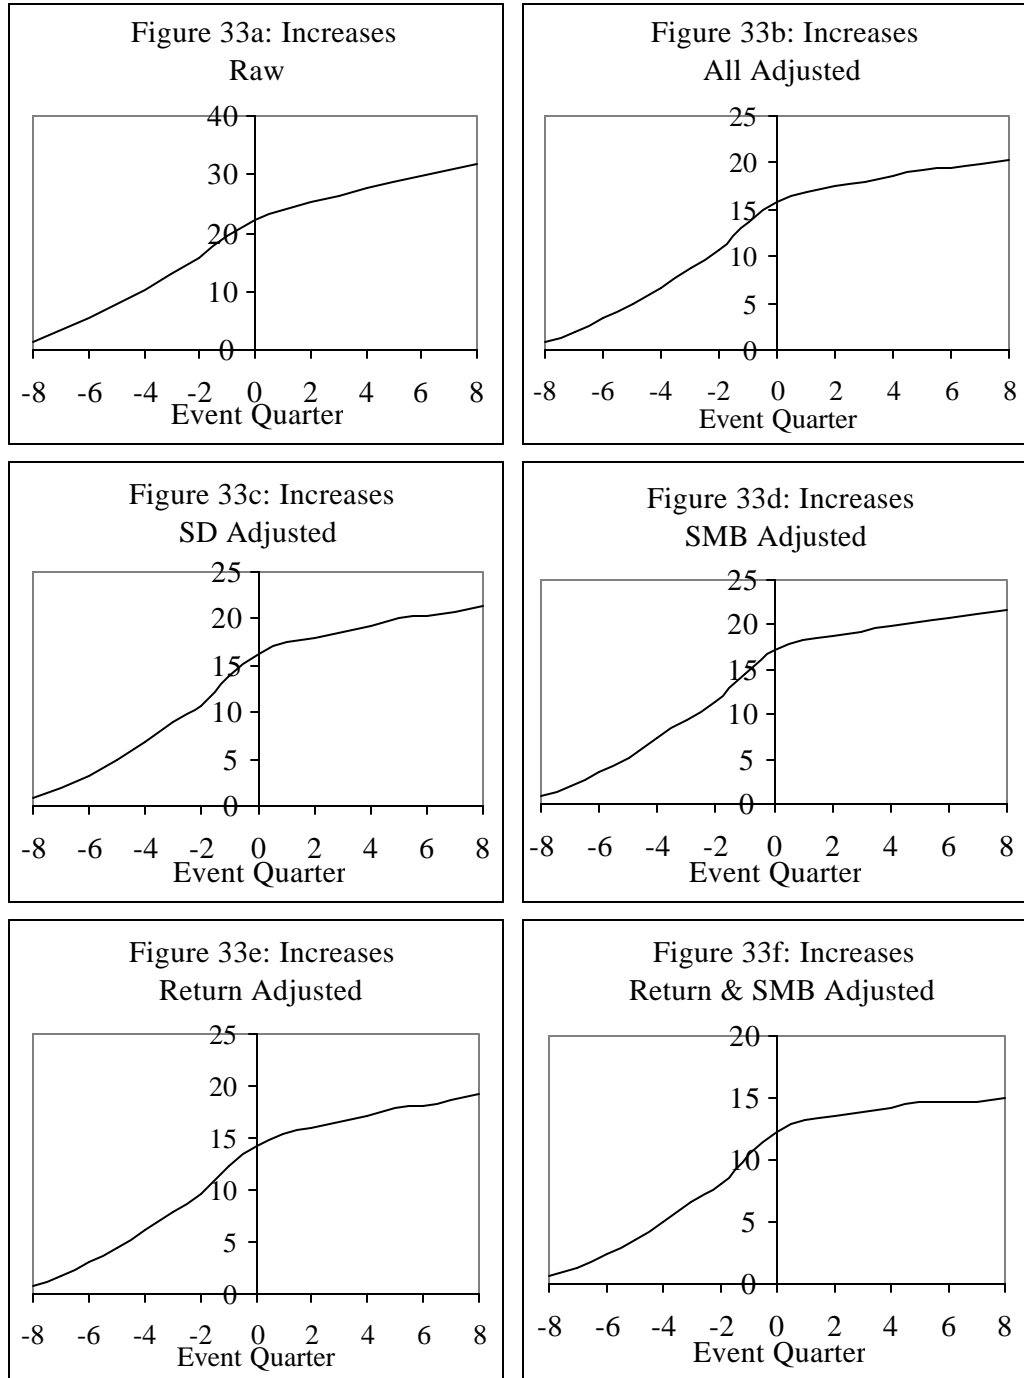 Figure 33a: Increases
Raw
40
30
20
10
0
-8 -6 -4 -2 0 2 4 6 8
Event Quarter
Figure 33b: Increases
All Adjusted
25
20
15
10
5
0
-8 -6 -4 -2 0 2 4 6 8
Event Quarter
Figure 33c: Increases
SD Adjusted
25
20
15
10
5
0
-8 -6 -4 -2 0 2 4 6 8
Event Quarter
Figure 33d: Increases
SMB Adjusted
25
20
15
10
5
0
-8 -6 -4 -2 0 2 4 6 8
Event Quarter
Figure 33e: Increases
Return Adjusted
25
20
15
10
5
0
-8 -6 -4 -2 0 2 4 6 8
Event Quarter
Figure 33f: Increases
Return & SMB Adjusted
20
15
10
5
0
-8 -6 -4 -2 0 2 4 6 8
Event Quarter